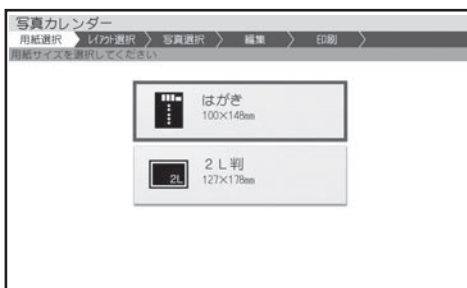 写真カレンダー
用紙選択 レイアウト選択 写真選択 編集 印刷
用紙サイズを選択してください
はがき
100×148mm
2L
2L判
127×178mm